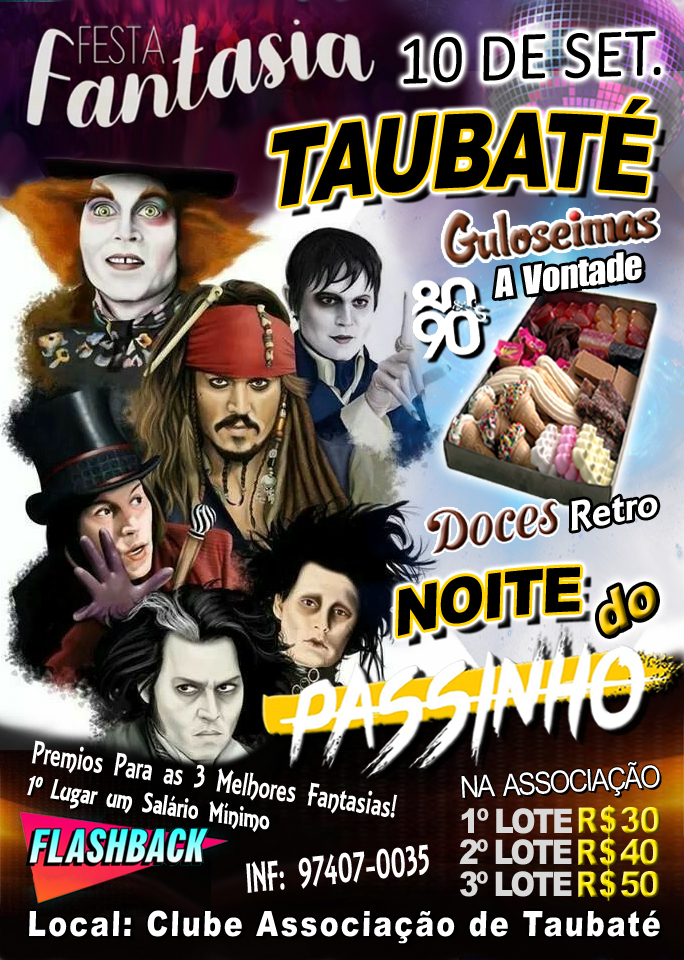 FESTA
Fantasia
10 DE SET.
TAUBATÉ
Guloseimas
A Vontade
80
90
Doces Retro
NOITE do
PASSINHO
Premios Para as 3 Melhores Fantasias!
1º Lugar um Salário Mínimo
FLASHBACK
INF: 97407-0035
NA ASSOCIAÇÃO
1º LOTE R$30
2º LOTE R$40
3º LOTE R$50
Local: Clube Associação de Taubaté